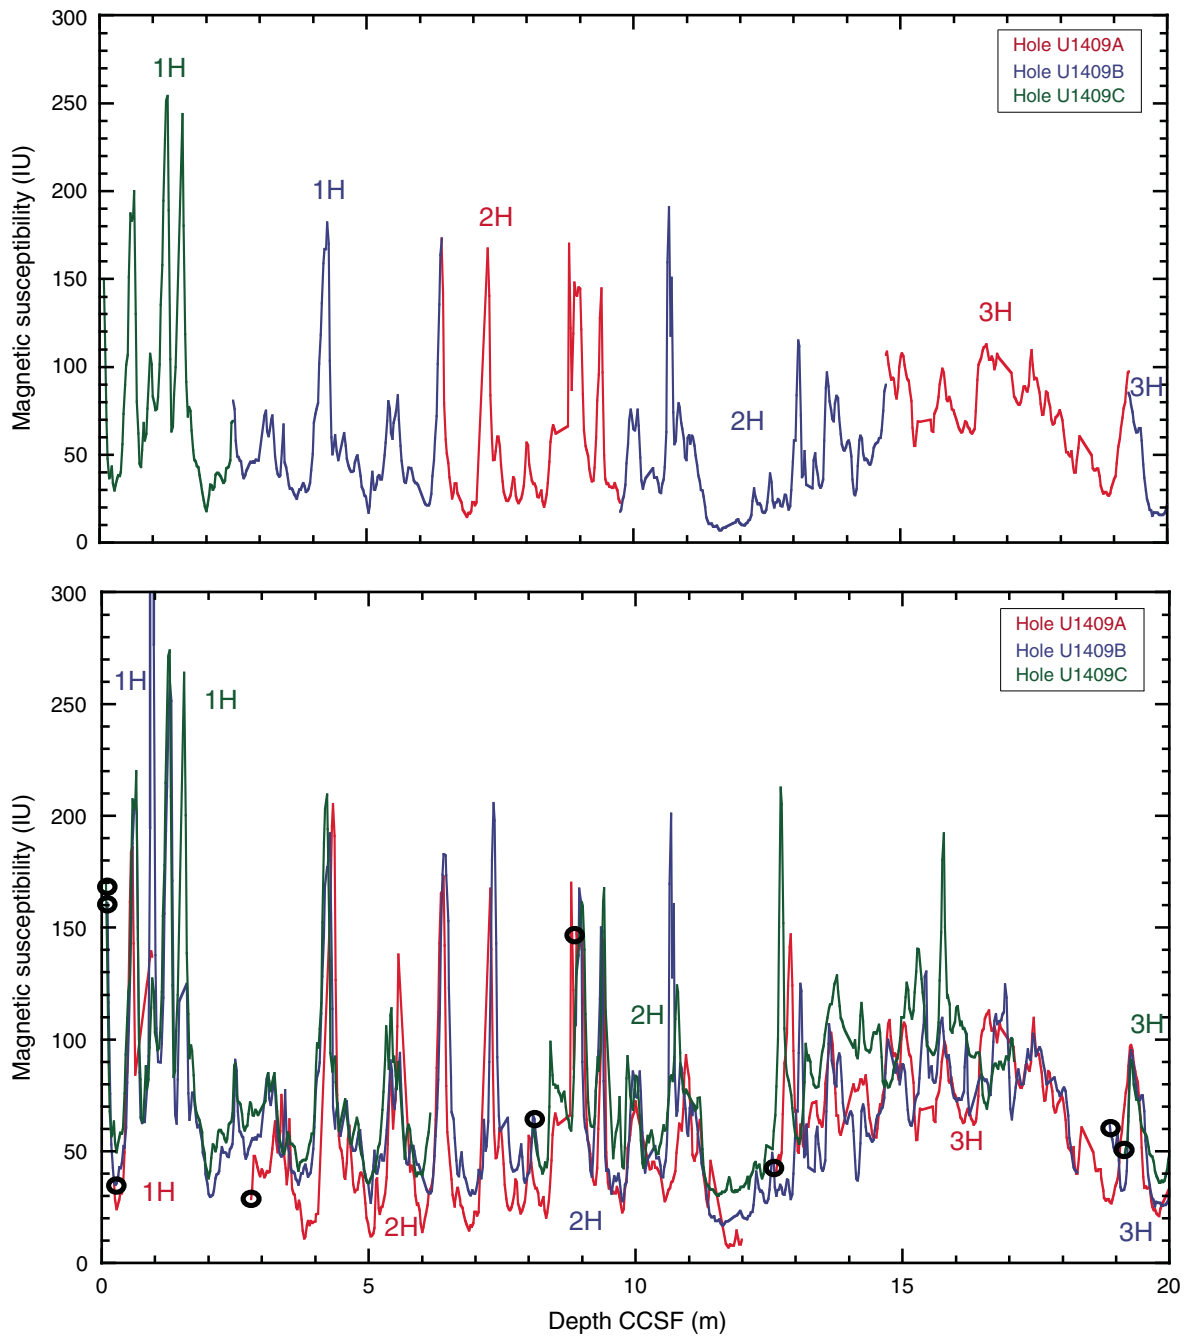 300
250
200
150
100
50
0
Magnetic susceptibility (IU)
Hole U1409A
Hole U1409B
Hole U1409C
1H
1H
2H
2H
3H
3H
300
250
200
150
100
50
0
Magnetic susceptibility (IU)
Hole U1409A
Hole U1409B
Hole U1409C
1H
1H
1H
2H
2H
2H
3H
3H
3H
0
5
10
15
20
Depth CCSF (m)